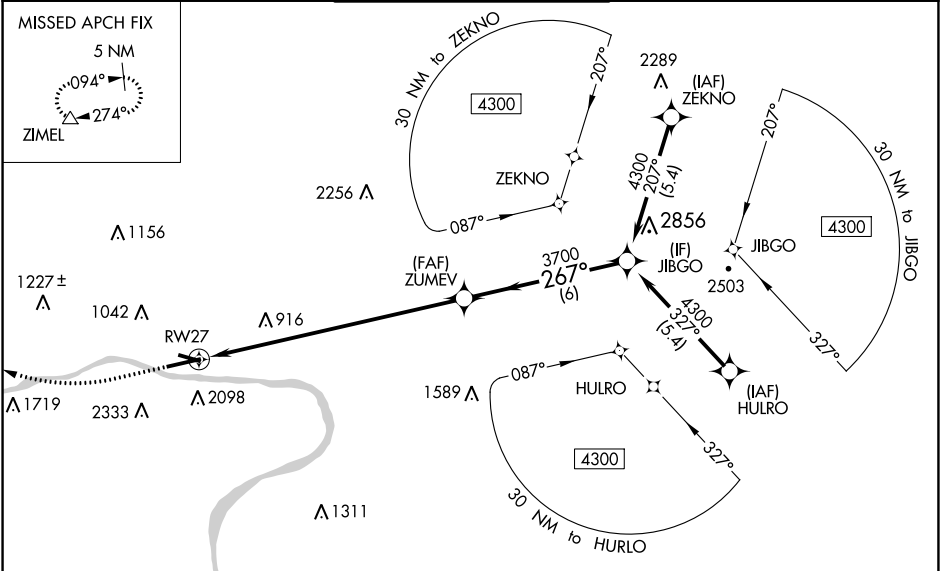 MISSED APCH FIX
5 NM
094°
274°
ZIMEL
30 NM to ZEKNO
4300
207°
ZEKNO
087°
2289
(IAF)
ZEKNO
4300
207°
(5.4)
2856
(IF)
JIBGO
207°
30 NM to JIBGO
4300
JIBGO
2503
327°
2256
1156
1227±
1042
916
(FAF)
ZUMEV
3700
267°
(6)
4300
327°
(5.4)
(IAF)
HULRO
RW27
1719
2333
2098
1589
1311
087°
HULRO
327°
4300
30 NM to HURLO